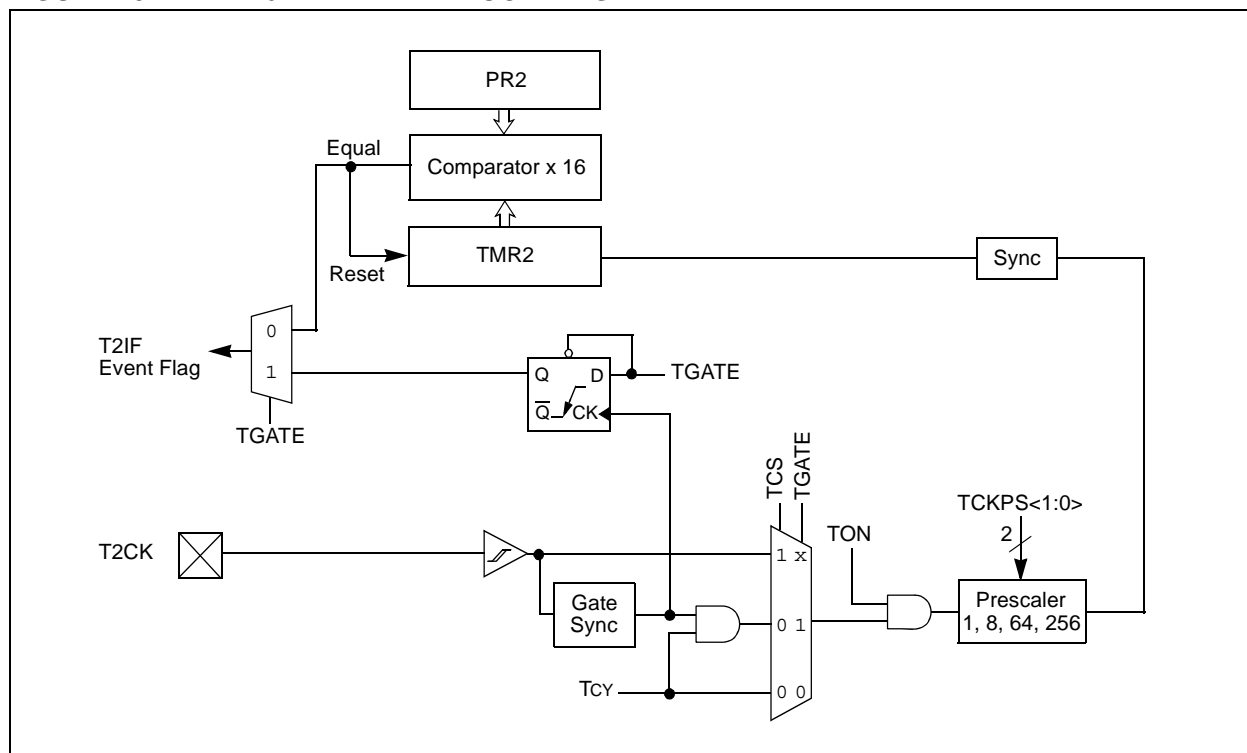 PR2
Equal
Comparator x 16
Reset
TMR2
Sync
0
1
T2IF
Event Flag
TGATE
Q
D
Q
CK
TGATE
TCS
TGATE
TCKPS<1:0>
2
TON
T2CK
1 x
Gate
Sync
0 1
Prescaler
1, 8, 64, 256
TCY
0 0